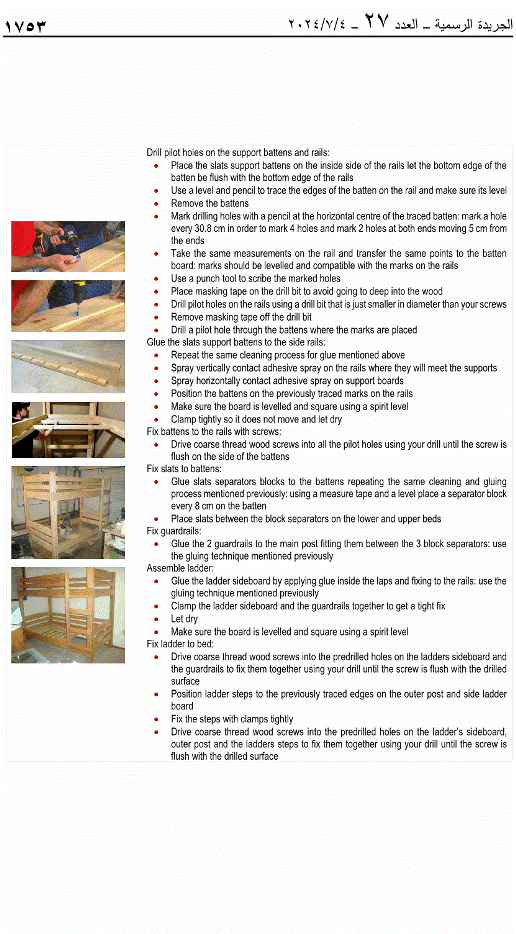 الجريدة الرسمية ــ العدد ٢٧ ــ ٢٠٢٤/٧/٤
١٧٥٣
Drill pilot holes on the support battens and rails:
• Place the slats support battens on the inside side of the rails let the bottom edge of the
batten be flush with the bottom edge of the rails
• Use a level and pencil to trace the edges of the batten on the rail and make sure its level
• Remove the battens
• Mark drilling holes with a pencil at the horizontal centre of the traced batten: mark a hole
every 30.8 cm in order to mark 4 holes and mark 2 holes at both ends moving 5 cm from
the ends
• Take the same measurements on the rail and transfer the same points to the batten
board: marks should be levelled and compatible with the marks on the rails
• Use a punch tool to scribe the marked holes
• Place masking tape on the drill bit to avoid going to deep into the wood
• Drill pilot holes on the rails using a drill bit that is just smaller in diameter than your screws
• Remove masking tape off the drill bit
• Drill a pilot hole through the battens where the marks are placed
Glue the slats support battens to the side rails:
• Repeat the same cleaning process for glue mentioned above
• Spray vertically contact adhesive spray on the rails where they will meet the supports
• Spray horizontally contact adhesive spray on support boards
• Position the battens on the previously traced marks on the rails
• Make sure the board is levelled and square using a spirit level
• Clamp tightly so it does not move and let dry
Fix battens to the rails with screws:
• Drive coarse thread wood screws into all the pilot holes using your drill until the screw is
flush on the side of the battens
Fix slats to battens:
• Glue slats separators blocks to the battens repeating the same cleaning and gluing
process mentioned previously: using a measure tape and a level place a separator block
every 8 cm on the batten
• Place slats between the block separators on the lower and upper beds
Fix guardrails:
• Glue the 2 guardrails to the main post fitting them between the 3 block separators: use
the gluing technique mentioned previously
Assemble ladder:
• Glue the ladder sideboard by applying glue inside the laps and fixing to the rails: use the
gluing technique mentioned previously
• Clamp the ladder sideboard and the guardrails together to get a tight fix
• Let dry
• Make sure the board is levelled and square using a spirit level
Fix ladder to bed:
• Drive coarse thread wood screws into the predrilled holes on the ladders sideboard and
the guardrails to fix them together using your drill until the screw is flush with the drilled
surface
• Position ladder steps to the previously traced edges on the outer post and side ladder
board
• Fix the steps with clamps tightly
• Drive coarse thread wood screws into the predrilled holes on the ladder's sideboard,
outer post and the ladders steps to fix them together using your drill until the screw is
flush with the drilled surface